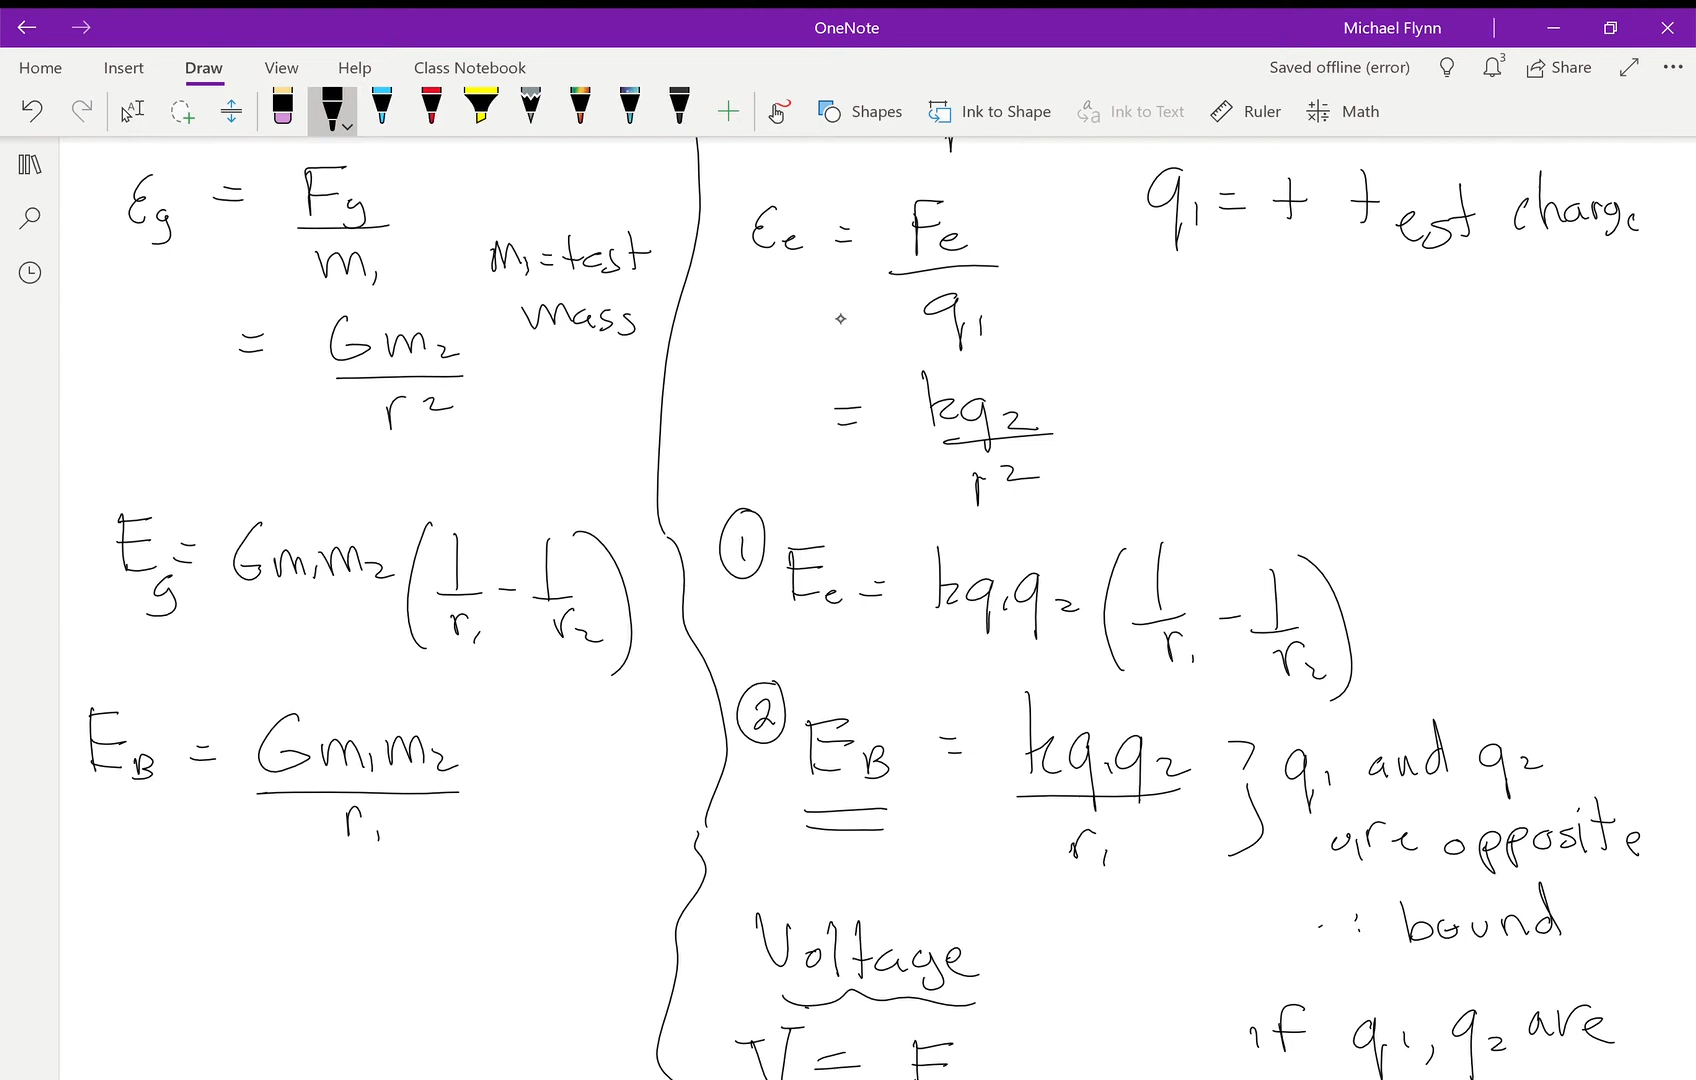 OneNote
Michael Flynn
Home Insert Draw View Help Class Notebook
Saved offline (error)
3
Share
Shapes Ink to Shape Ink to Text Ruler Math
εg = Fg / m₁
m₁ = test
mass
= Gm₂ / r²
Eg = Gm₁m₂ (1/r₁ - 1/r₂)
EB = Gm₁m₂ / r₁
q₁ = + test charge
εe = Fe / q₁
= kq₂ / r²
① Ee = kq₁q₂ (1/r₁ - 1/r₂)
② EB = kq₁q₂ / r₁ } q₁ and q₂
are opposite
∴ bound
Voltage
V = E
if q₁, q₂ are